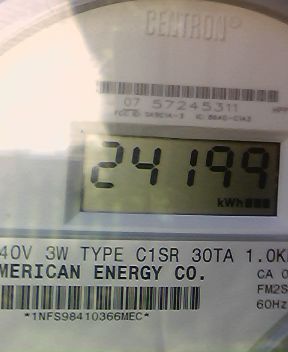 CENTRON®
07 57245311
24199
kWh
40V 3W TYPE C1SR 30TA 1.0K
MERICAN ENERGY CO.
CA 0
FM2S
60Hz
*1NFS98410366MEC*